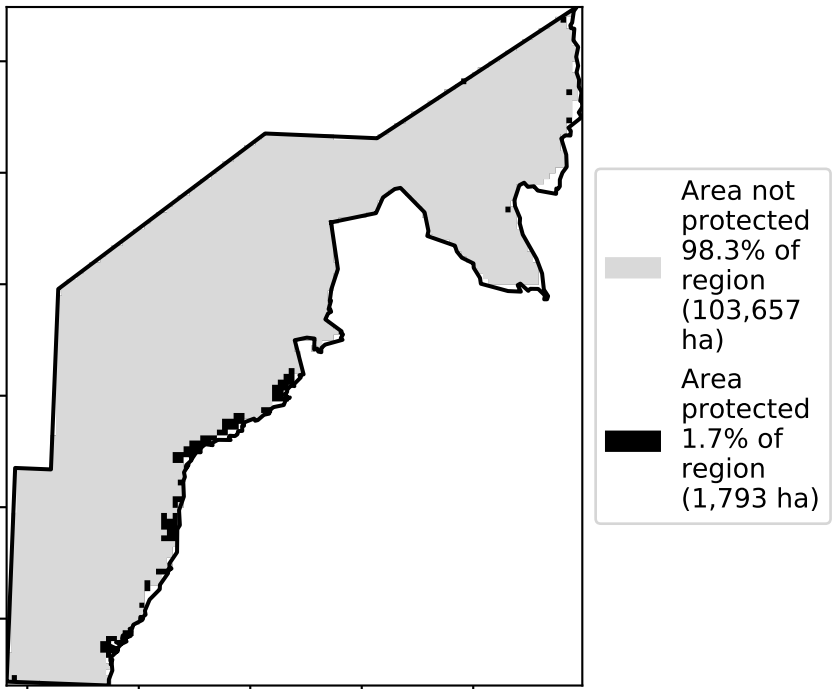 Area not
protected
98.3% of
region
(103,657
ha)
Area
protected
1.7% of
region
(1,793 ha)